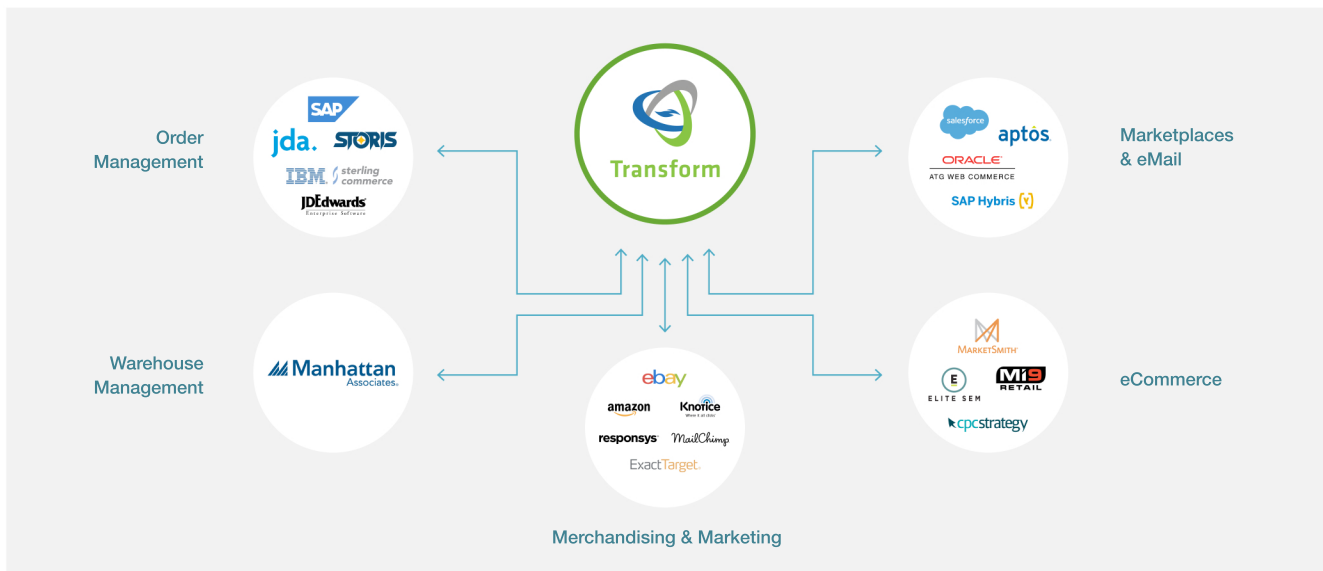 Transform
Order
Management
SAP
jda.
STORIS
IBM
sterling
commerce
JDEdwards
Enterprise Software
salesforce
aptos
ORACLE
ATG WEB COMMERCE
SAP Hybris
Marketplaces
& eMail
Warehouse
Management
Manhattan
Associates
ebay
amazon
Knotice
responsys
MailChimp
ExactTarget
MARKETSMITH
E
ELITE SEM
Mi9
RETAIL
cpcstrategy
eCommerce
Merchandising & Marketing